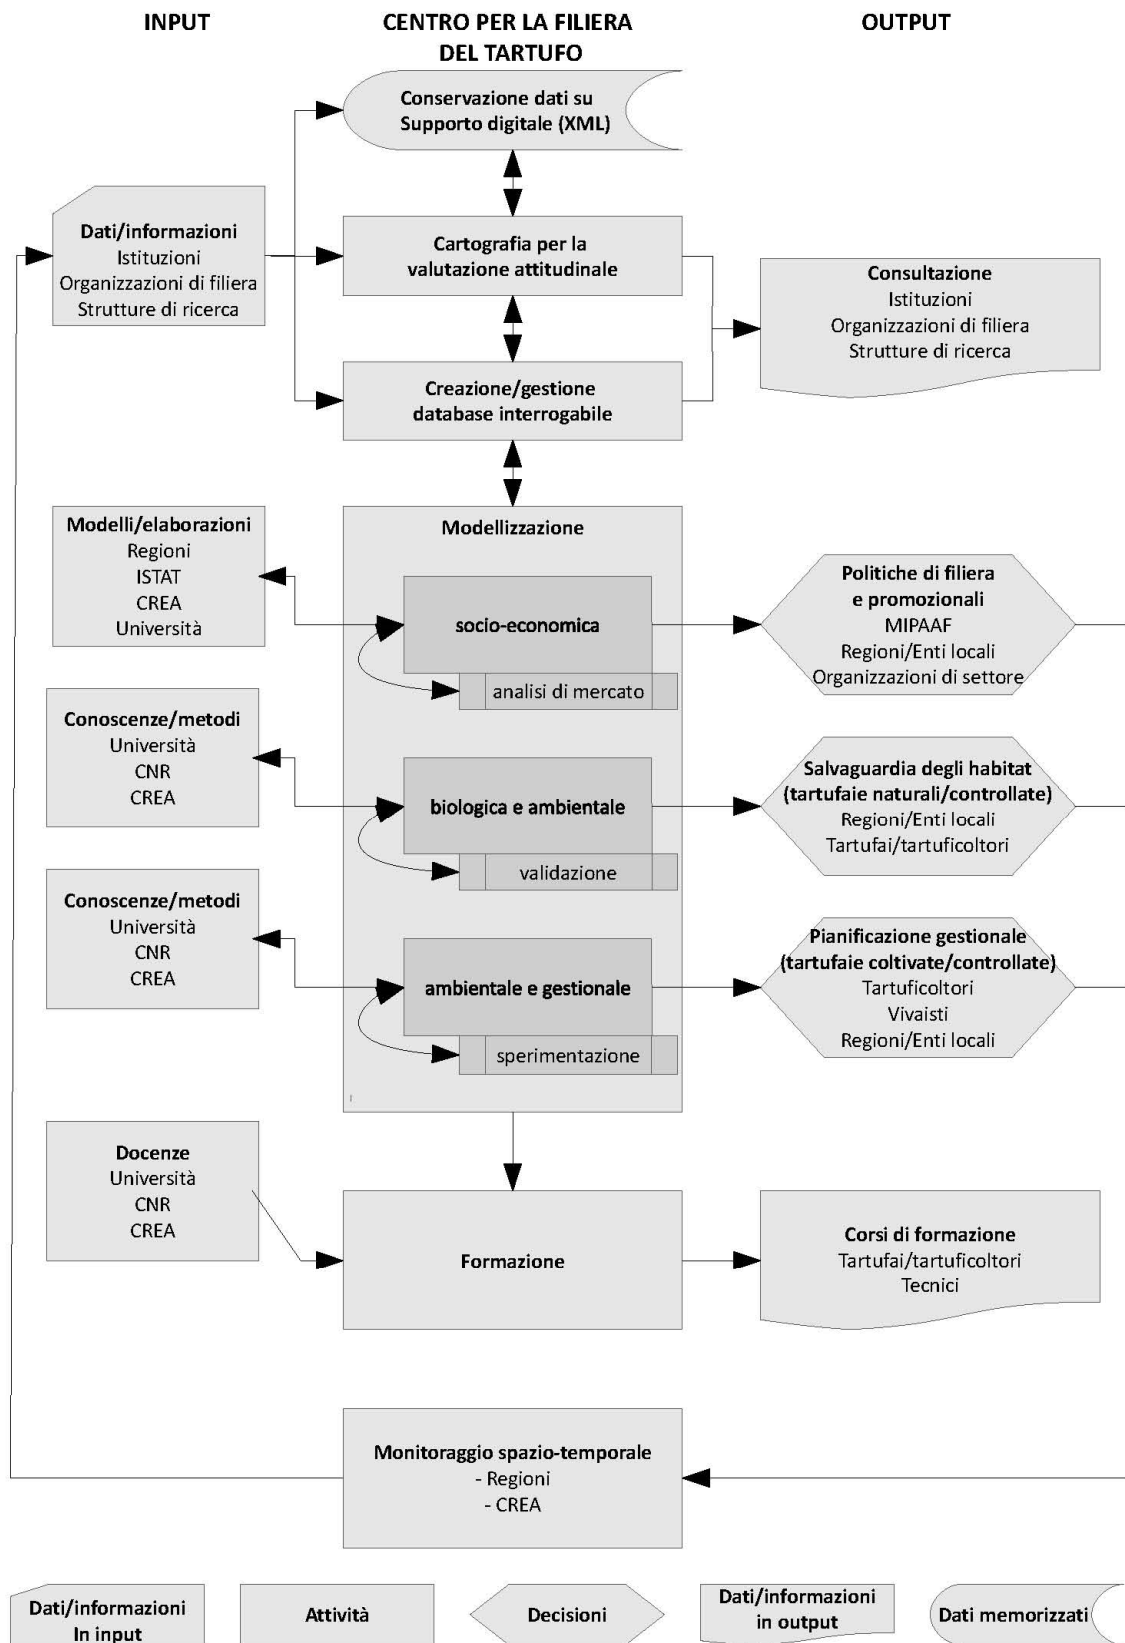 INPUT
CENTRO PER LA FILIERA
DEL TARTUFO
OUTPUT
Conservazione dati su
Supporto digitale (XML)
Dati/informazioni
Istituzioni
Organizzazioni di filiera
Strutture di ricerca
Cartografia per la
valutazione attitudinale
Creazione/gestione
database interrogabile
Consultazione
Istituzioni
Organizzazioni di filiera
Strutture di ricerca
Modelli/elaborazioni
Regioni
ISTAT
CREA
Università
Modellizzazione
socio-economica
analisi di mercato
Politiche di filiera
e promozionali
MIPAAF
Regioni/Enti locali
Organizzazioni di settore
Conoscenze/metodi
Università
CNR
CREA
biologica e ambientale
validazione
Salvaguardia degli habitat
(tartufaie naturali/controllate)
Regioni/Enti locali
Tartufai/tartuficoltori
Conoscenze/metodi
Università
CNR
CREA
ambientale e gestionale
sperimentazione
Pianificazione gestionale
(tartufaie coltivate/controllate)
Tartuficoltori
Vivaisti
Regioni/Enti locali
Docenze
Università
CNR
CREA
Formazione
Corsi di formazione
Tartufai/tartuficoltori
Tecnici
Monitoraggio spazio-temporale
- Regioni
- CREA
Dati/informazioni
In input
Attività
Decisioni
Dati/informazioni
in output
Dati memorizzati